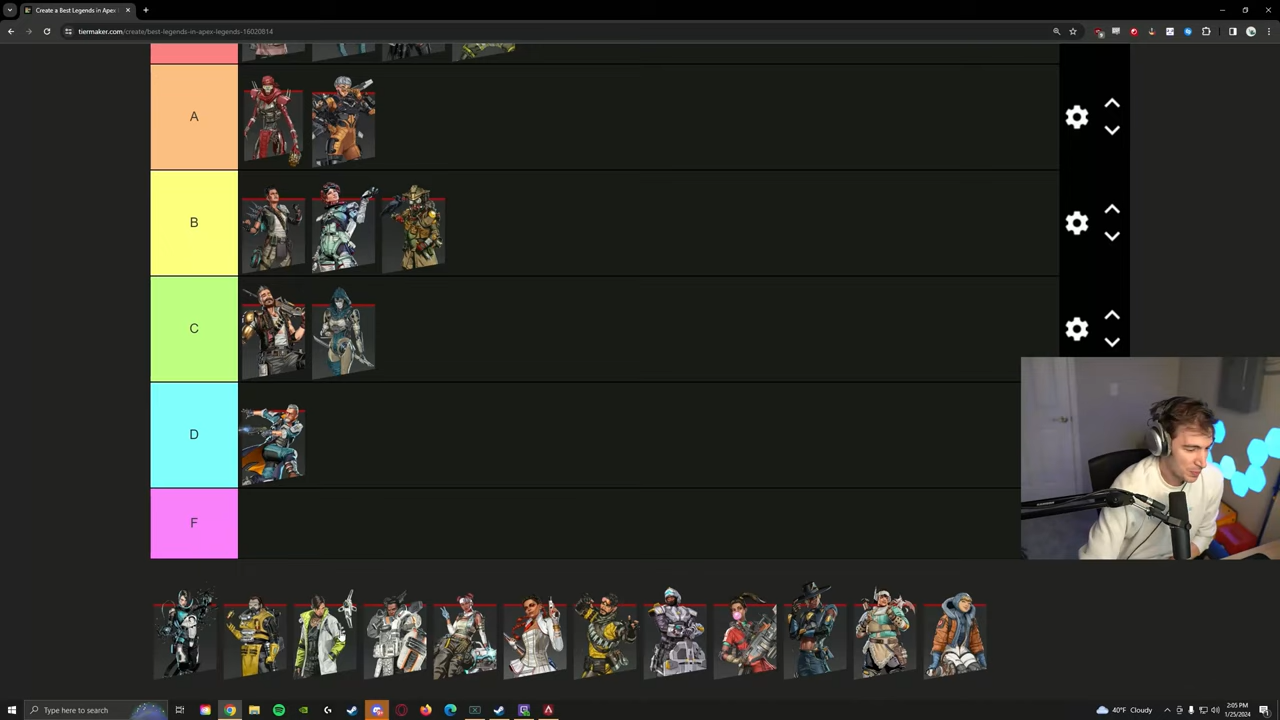 Create a Best Legends in Apex
tiermaker.com/create/best-legends-in-apex-legends-16020814
A
B
C
D
F
Type here to search
40°F Cloudy
2:05 PM
1/25/2024